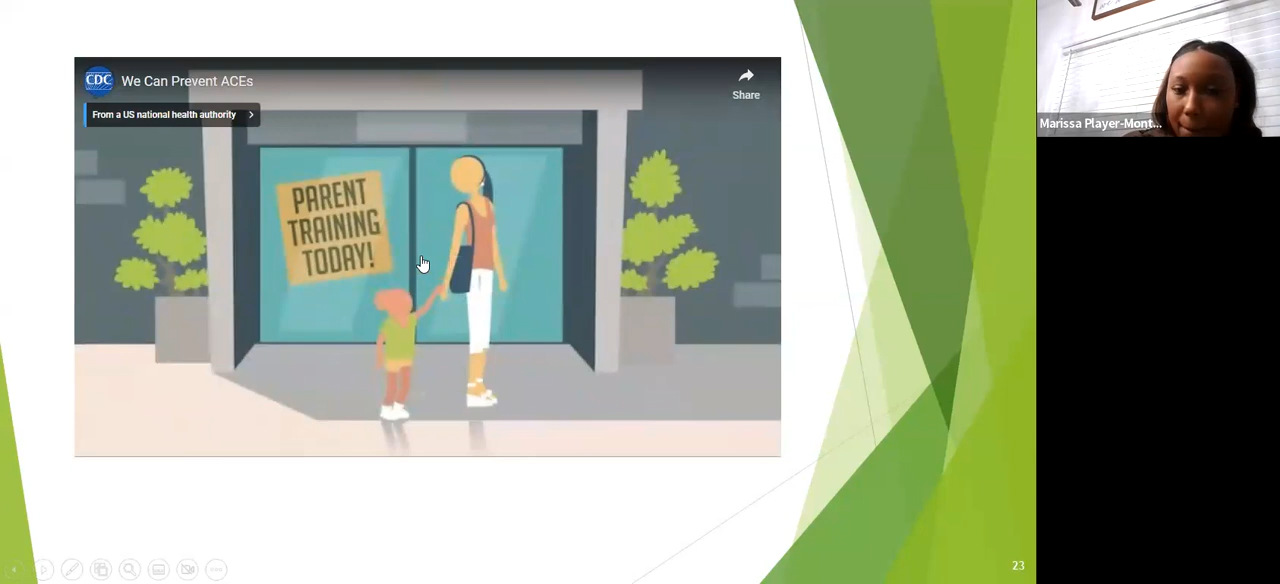 CDC
We Can Prevent ACEs
Share
From a US national health authority
PARENT
TRAINING
TODAY!
Marissa Player-Mont...
23